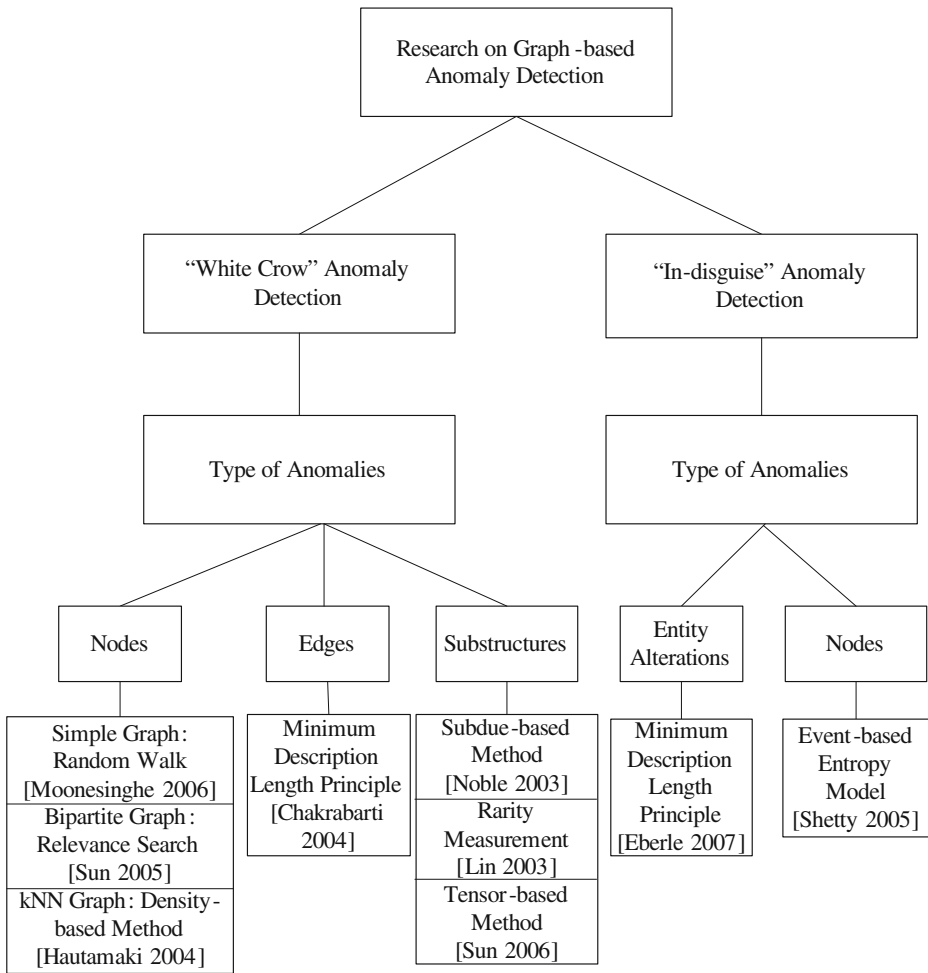 Research on Graph -based
Anomaly Detection
“White Crow” Anomaly
Detection
“In-disguise” Anomaly
Detection
Type of Anomalies
Type of Anomalies
Nodes
Edges
Substructures
Entity
Alterations
Nodes
Simple Graph:
Random Walk
[Moonesinghe 2006]
Bipartite Graph:
Relevance Search
[Sun 2005]
kNN Graph: Density-
based Method
[Hautamaki 2004]
Minimum
Description
Length Principle
[Chakrabarti
2004]
Subdue-based
Method
[Noble 2003]
Rarity
Measurement
[Lin 2003]
Tensor-based
Method
[Sun 2006]
Minimum
Description
Length
Principle
[Eberle 2007]
Event-based
Entropy
Model
[Shetty 2005]